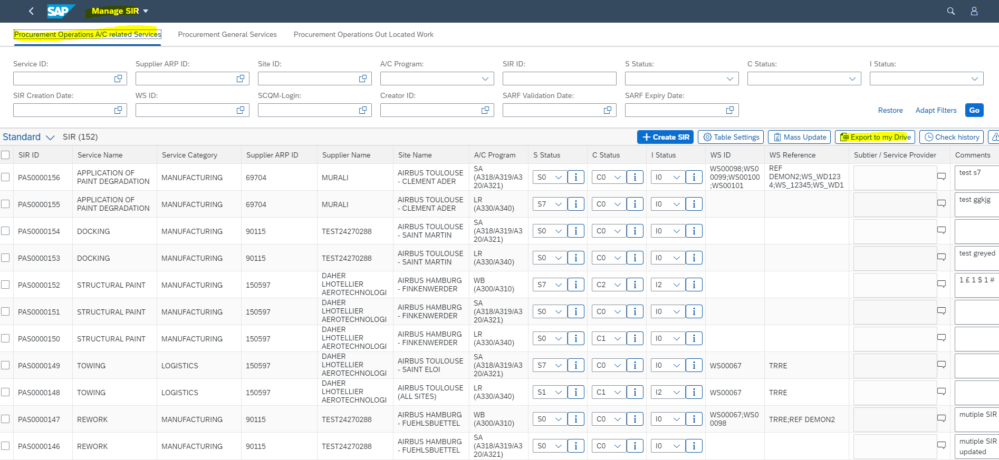 SAP Manage SIR
Procurement Operations A/C related Services Procurement General Services Procurement Operations Out Located Work
Service ID: Supplier ARP ID: Site ID: A/C Program: SIR ID: S Status: C Status: I Status:
SIR Creation Date: WS ID: SCQM-Login: Creator ID: SARF Validation Date: SARF Expiry Date:
Restore Adapt Filters Go
Standard SIR (152) Create SIR Table Settings Mass Update Export to my Drive Check history
SIR ID Service Name Service Category Supplier ARP ID Supplier Name Site Name A/C Program S Status C Status I Status WS ID WS Reference Subtier / Service Provider Comments
PAS0000156 APPLICATION OF PAINT DEGRADATION MANUFACTURING 69704 MURALI AIRBUS TOULOUSE - CLEMENT ADER SA (A318/A319/A320/A321) S0 i C0 i I0 i WS00098;WS00099;WS00100;WS00101 REF DEMON2;WS_WD1234;WS_12345;WS_WD1 test s7
PAS0000155 APPLICATION OF PAINT DEGRADATION MANUFACTURING 69704 MURALI AIRBUS TOULOUSE - CLEMENT ADER LR (A330/A340) S7 i C0 i I0 i test ggkjg
PAS0000154 DOCKING MANUFACTURING 90115 TEST24270288 AIRBUS TOULOUSE - SAINT MARTIN SA (A318/A319/A320/A321) S0 i C0 i I0 i
PAS0000153 DOCKING MANUFACTURING 90115 TEST24270288 AIRBUS TOULOUSE - SAINT MARTIN LR (A330/A340) S0 i C0 i I0 i test greyed
PAS0000152 STRUCTURAL PAINT MANUFACTURING 150597 DAHER LHOTELLIER AEROTECHNOLOGI AIRBUS HAMBURG - FINKENWERDER WB (A300/A310) S7 i C2 i I2 i 1 £ 1 $ 1 #
PAS0000151 STRUCTURAL PAINT MANUFACTURING 150597 DAHER LHOTELLIER AEROTECHNOLOGI AIRBUS HAMBURG - FINKENWERDER SA (A318/A319/A320/A321) S0 i C0 i I0 i
PAS0000150 STRUCTURAL PAINT MANUFACTURING 150597 DAHER LHOTELLIER AEROTECHNOLOGI AIRBUS HAMBURG - FINKENWERDER LR (A330/A340) S0 i C1 i I0 i
PAS0000149 TOWING LOGISTICS 150597 DAHER LHOTELLIER AEROTECHNOLOGI AIRBUS TOULOUSE - SAINT ELOI SA (A318/A319/A320/A321) S7 i C0 i I0 i WS00067 TRRE
PAS0000148 TOWING LOGISTICS 150597 DAHER LHOTELLIER AEROTECHNOLOGI AIRBUS TOULOUSE (ALL SITES) LR (A330/A340) S1 i C1 i I2 i WS00067 TRRE
PAS0000147 REWORK MANUFACTURING 90115 TEST24270288 AIRBUS HAMBURG - FUEHLSBUETTEL WB (A300/A310) S0 i C0 i I0 i WS00067;WS00098 TRRE;REF DEMON2 mutiple SIR
PAS0000146 REWORK MANUFACTURING 90115 TEST24270288 AIRBUS HAMBURG - FUEHLSBUETTEL SA (A318/A319/A320/A321) S0 i C0 i I0 i mutiple SIR updated